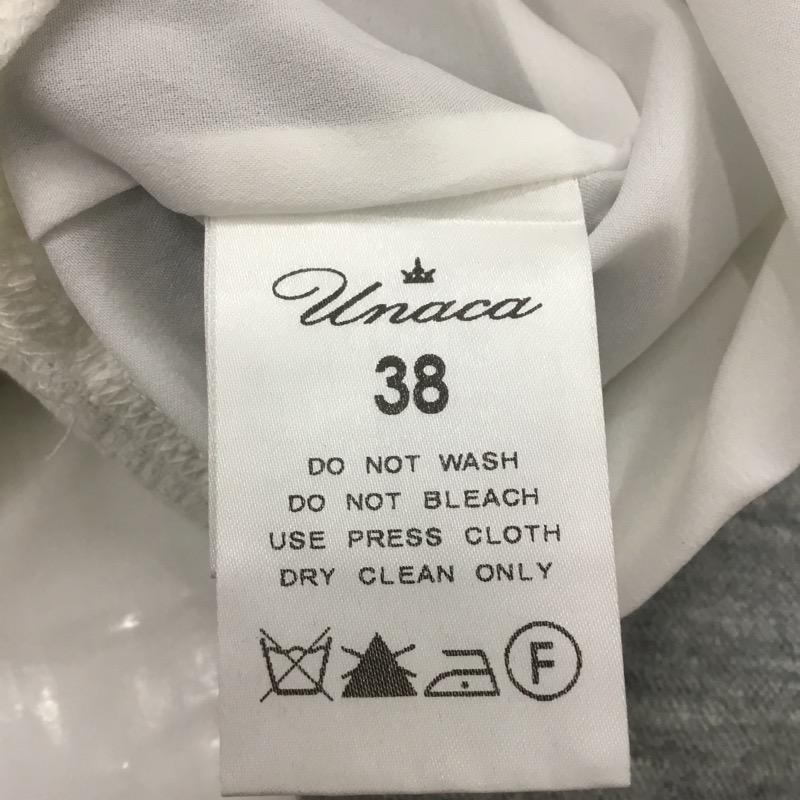 Unaca
38
DO NOT WASH
DO NOT BLEACH
USE PRESS CLOTH
DRY CLEAN ONLY
F